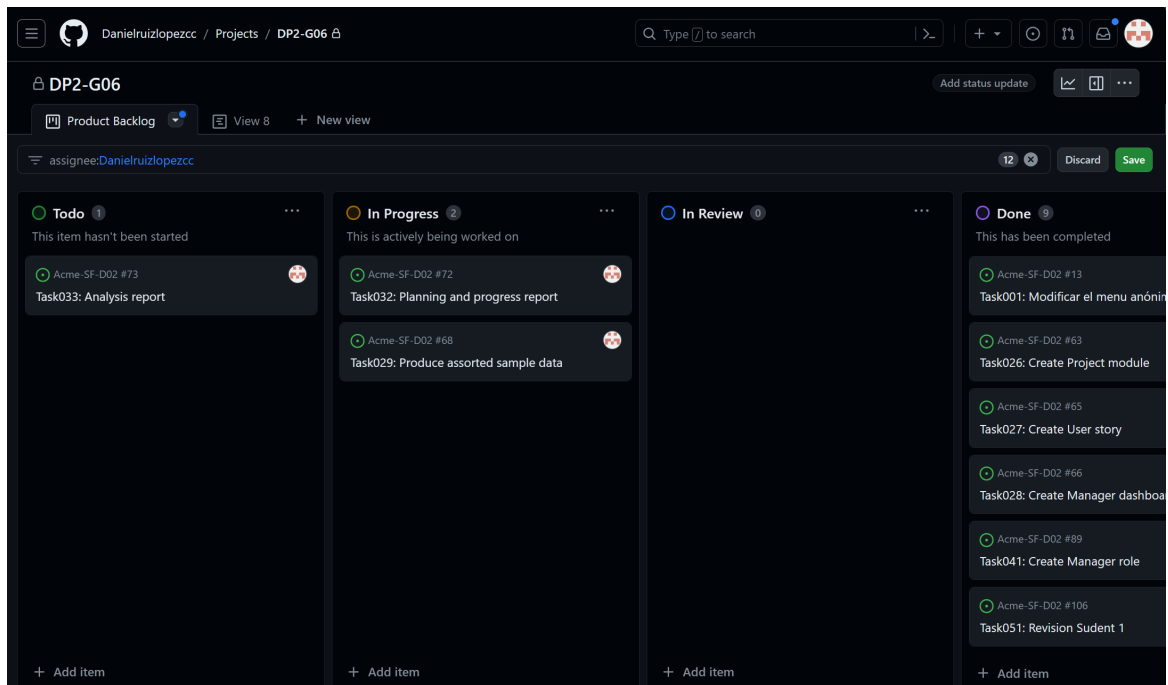 Danielruizlopezcc / Projects / DP2-G06
Type / to search
DP2-G06
Add status update
Product Backlog
View 8
+ New view
assignee:Danielruizlopezcc
12
Discard
Save
Todo 1
This item hasn't been started
Acme-SF-D02 #73
Task033: Analysis report
+ Add item
In Progress 2
This is actively being worked on
Acme-SF-D02 #72
Task032: Planning and progress report
Acme-SF-D02 #68
Task029: Produce assorted sample data
+ Add item
In Review 0
+ Add item
Done 9
This has been completed
Acme-SF-D02 #13
Task001: Modificar el menu anónim
Acme-SF-D02 #63
Task026: Create Project module
Acme-SF-D02 #65
Task027: Create User story
Acme-SF-D02 #66
Task028: Create Manager dashboa
Acme-SF-D02 #89
Task041: Create Manager role
Acme-SF-D02 #106
Task051: Revision Sudent 1
+ Add item